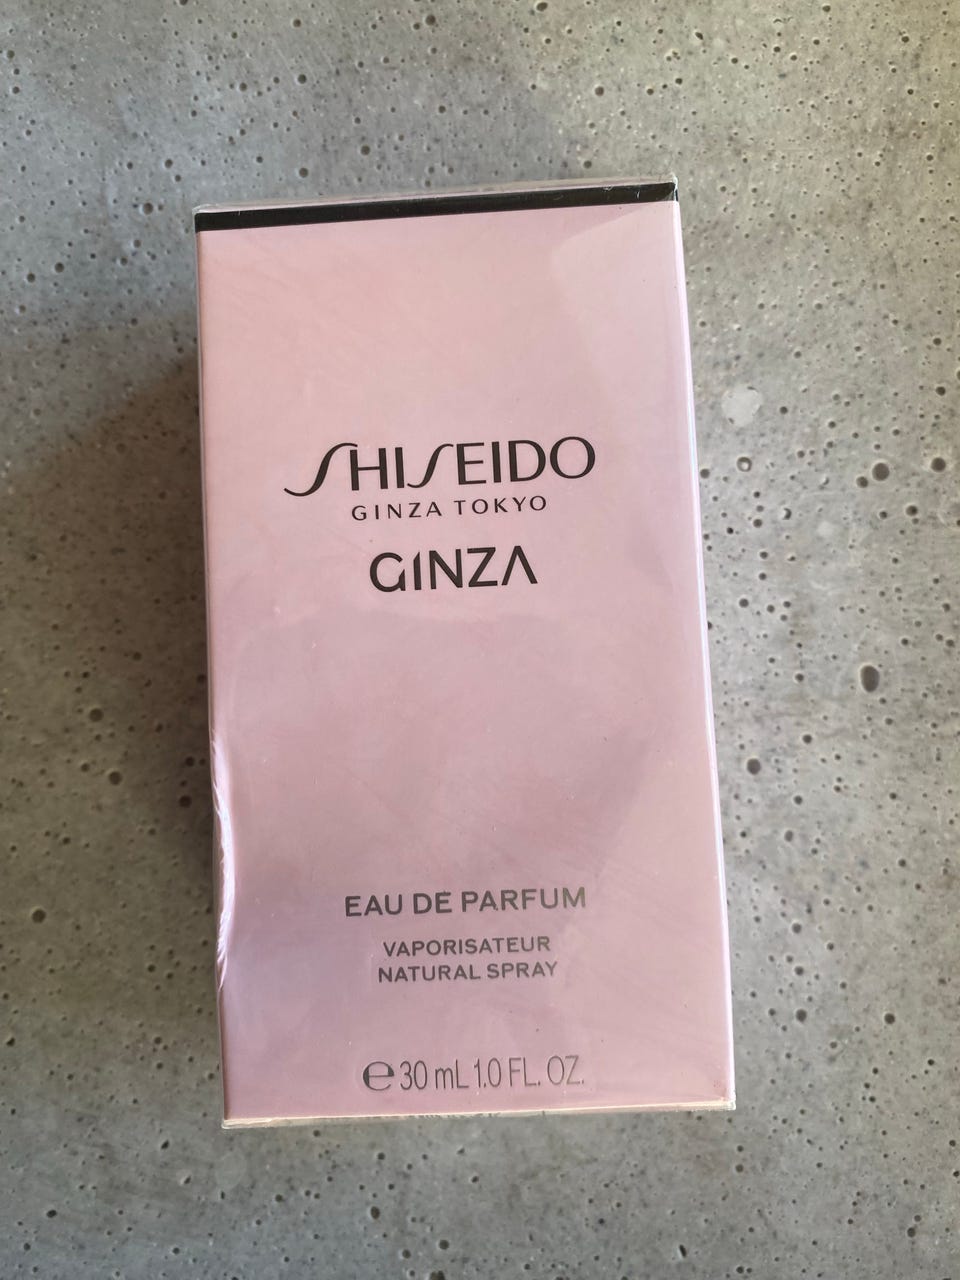 SHISEIDO
GINZA TOKYO
GINZA
EAU DE PARFUM
VAPORISATEUR
NATURAL SPRAY
℮ 30 mL 1.0 FL. OZ.